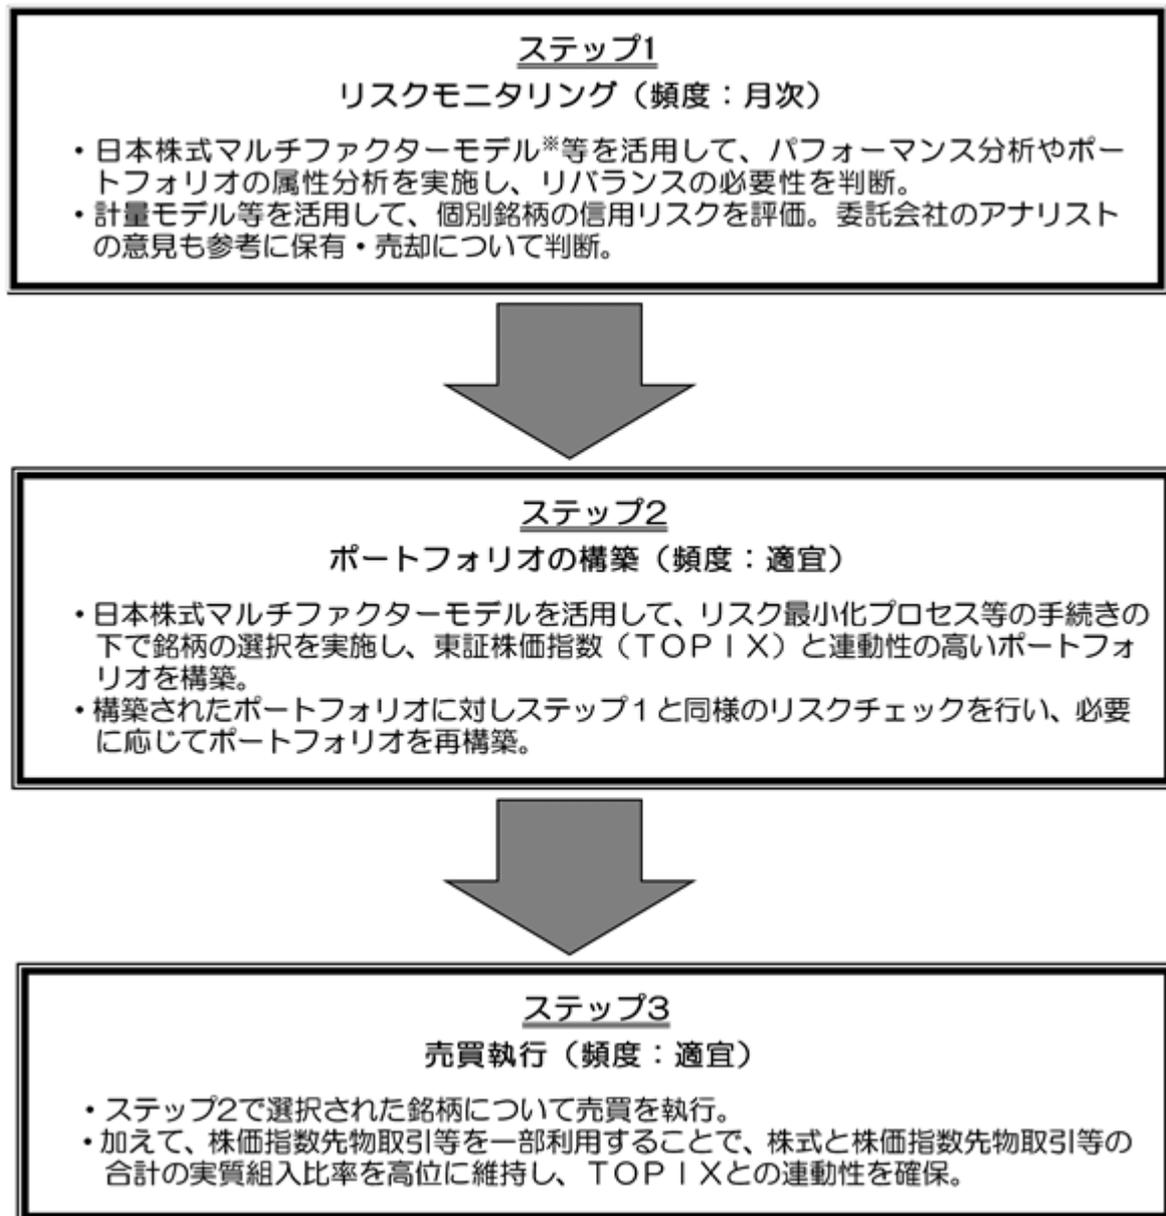 ステップ1
リスクモニタリング（頻度：月次）
・日本株式マルチファクターモデル※等を活用して、パフォーマンス分析やポー
トフォリオの属性分析を実施し、リバランスの必要性を判断。
・計量モデル等を活用して、個別銘柄の信用リスクを評価。委託会社のアナリスト
の意見も参考に保有・売却について判断。
ステップ2
ポートフォリオの構築（頻度：適宜）
・日本株式マルチファクターモデルを活用して、リスク最小化プロセス等の手続きの
下で銘柄の選択を実施し、東証株価指数（ＴＯＰＩＸ）と連動性の高いポートフォ
リオを構築。
・構築されたポートフォリオに対しステップ１と同様のリスクチェックを行い、必要
に応じてポートフォリオを再構築。
ステップ3
売買執行（頻度：適宜）
・ステップ2で選択された銘柄について売買を執行。
・加えて、株価指数先物取引等を一部利用することで、株式と株価指数先物取引等の
合計の実質組入比率を高位に維持し、ＴＯＰＩＸとの連動性を確保。